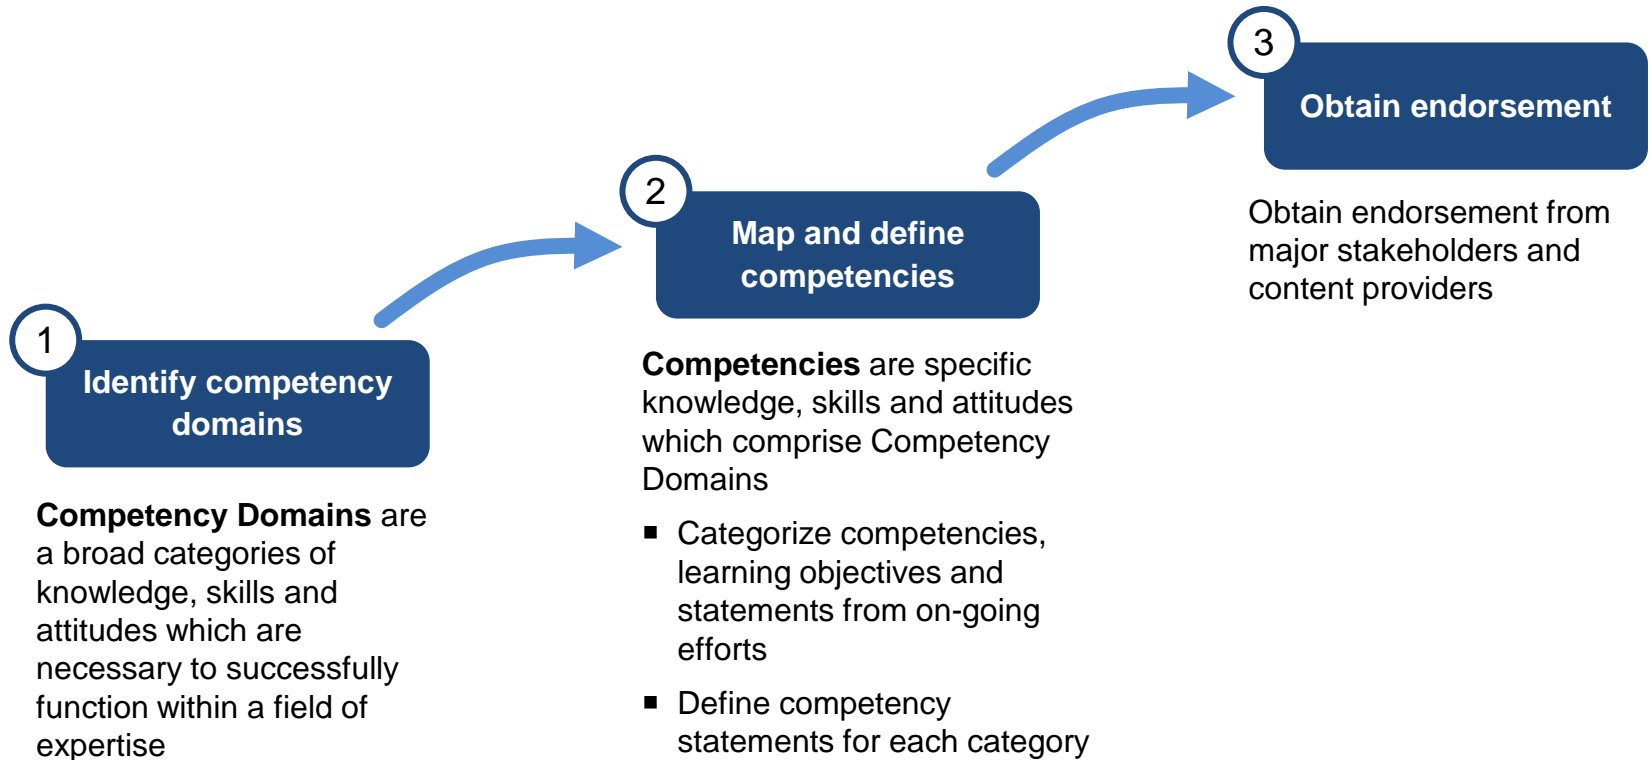 1
Identify competency
domains
Competency Domains are
a broad categories of
knowledge, skills and
attitudes which are
necessary to successfully
function within a field of
expertise
2
Map and define
competencies
Competencies are specific
knowledge, skills and attitudes
which comprise Competency
Domains
▪ Categorize competencies,
learning objectives and
statements from on-going
efforts
▪ Define competency
statements for each category
3
Obtain endorsement
Obtain endorsement from
major stakeholders and
content providers